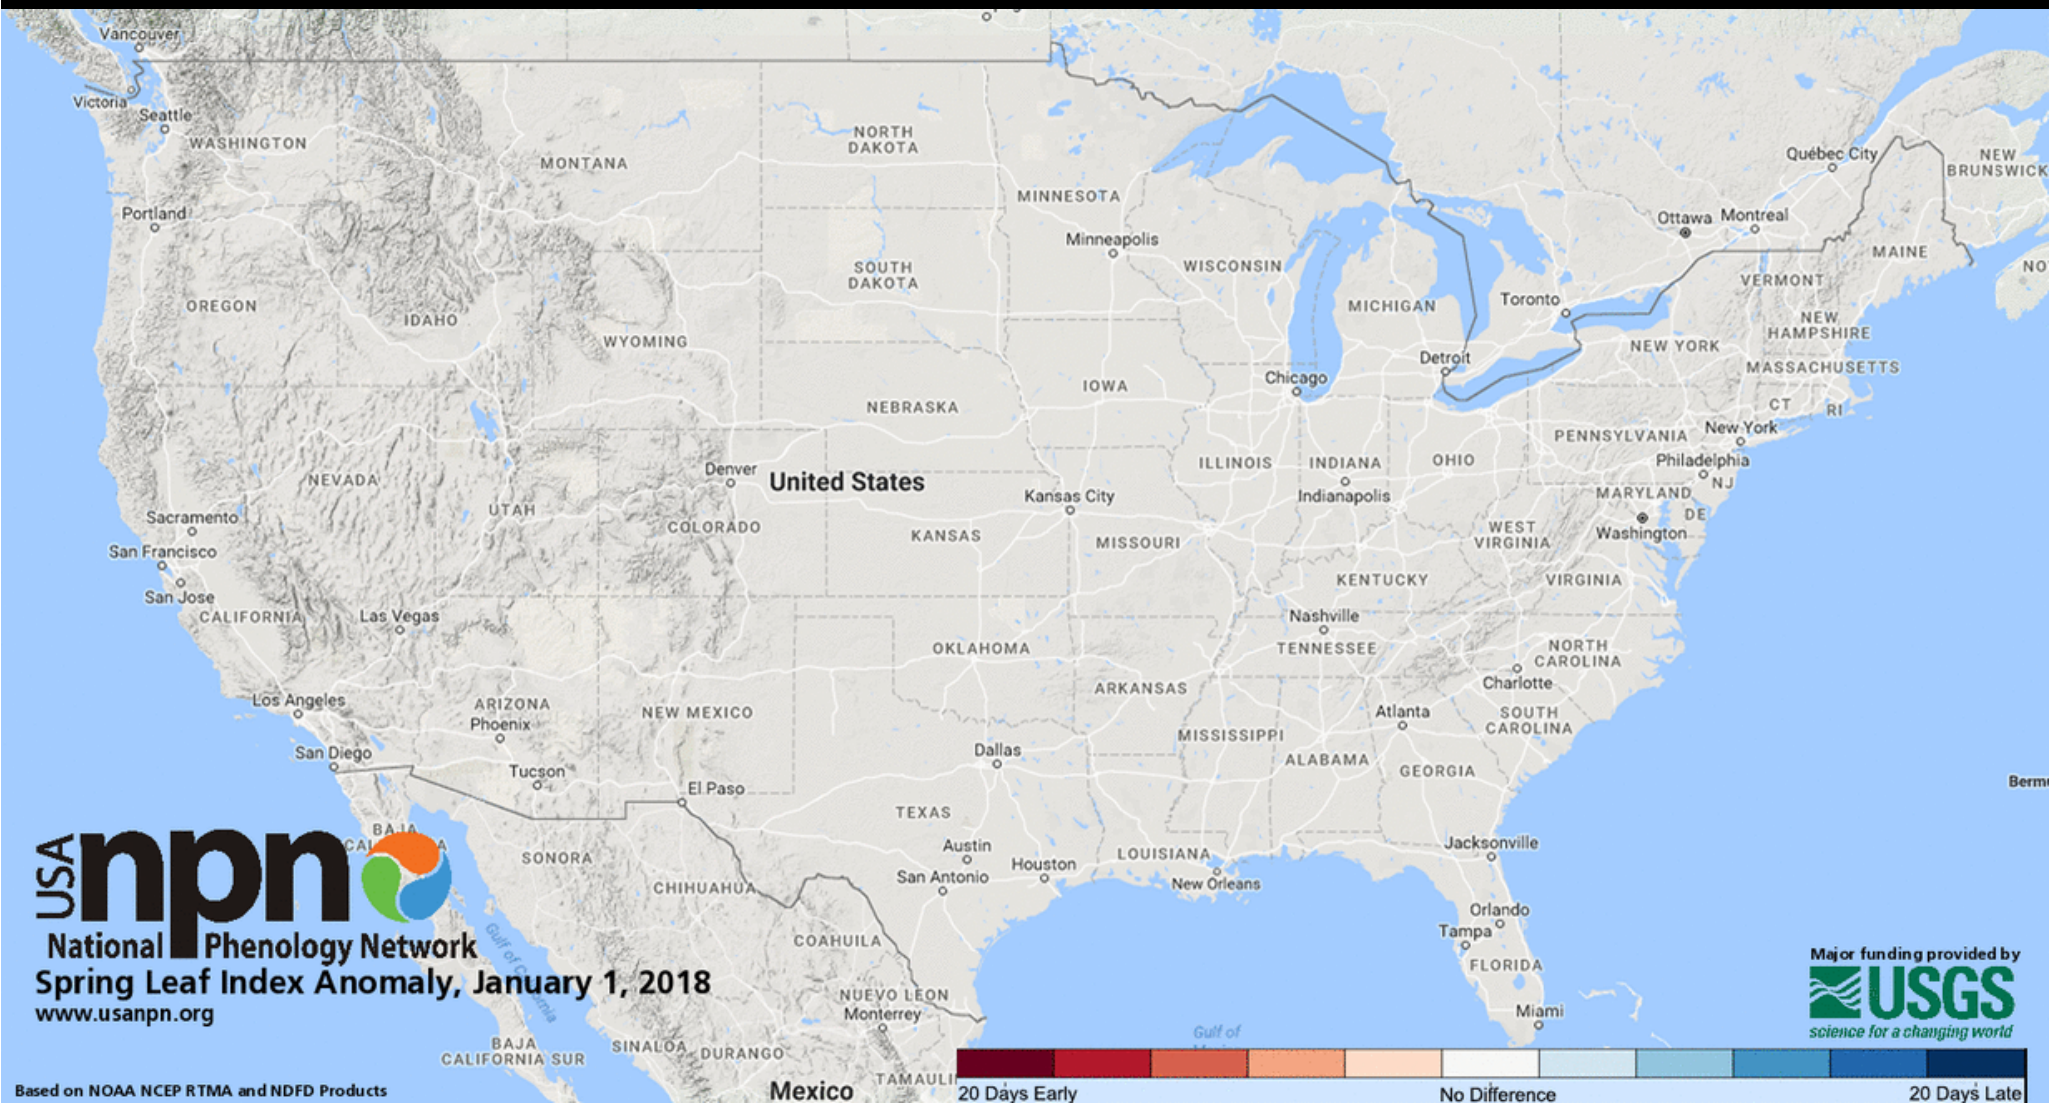 Vancouver
Victoria
Seattle
WASHINGTON
Portland
OREGON
IDAHO
MONTANA
WYOMING
NORTH
DAKOTA
SOUTH
DAKOTA
MINNESOTA
Minneapolis
WISCONSIN
MICHIGAN
Detroit
Chicago
Toronto
Ottawa
Montreal
Québec City
NEW
BRUNSWICK
MAINE
VERMONT
NEW
HAMPSHIRE
NEW YORK
MASSACHUSETTS
CT
RI
New York
PENNSYLVANIA
Philadelphia
NJ
MARYLAND
DE
Washington
NEBRASKA
IOWA
ILLINOIS
INDIANA
Indianapolis
OHIO
WEST
VIRGINIA
VIRGINIA
KENTUCKY
Nashville
TENNESSEE
NORTH
CAROLINA
Charlotte
SOUTH
CAROLINA
Atlanta
GEORGIA
ALABAMA
MISSISSIPPI
ARKANSAS
MISSOURI
Kansas City
KANSAS
United States
Denver
COLORADO
UTAH
NEVADA
Sacramento
San Francisco
San Jose
CALIFORNIA
Las Vegas
Los Angeles
San Diego
ARIZONA
Phoenix
Tucson
NEW MEXICO
El Paso
OKLAHOMA
Dallas
TEXAS
Austin
San Antonio
Houston
LOUISIANA
New Orleans
Jacksonville
Orlando
Tampa
FLORIDA
Miami
BAJA
SONORA
CHIHUAHUA
COAHUILA
NUEVO LEON
Monterrey
Gulf of California
BAJA
CALIFORNIA SUR
SINALOA
DURANGO
TAMAULI
Mexico
Gulf of
USA npn
National Phenology Network
Spring Leaf Index Anomaly, January 1, 2018
www.usanpn.org
Based on NOAA NCEP RTMA and NDFD Products
Major funding provided by
USGS
science for a changing world
20 Days Early
No Difference
20 Days Late